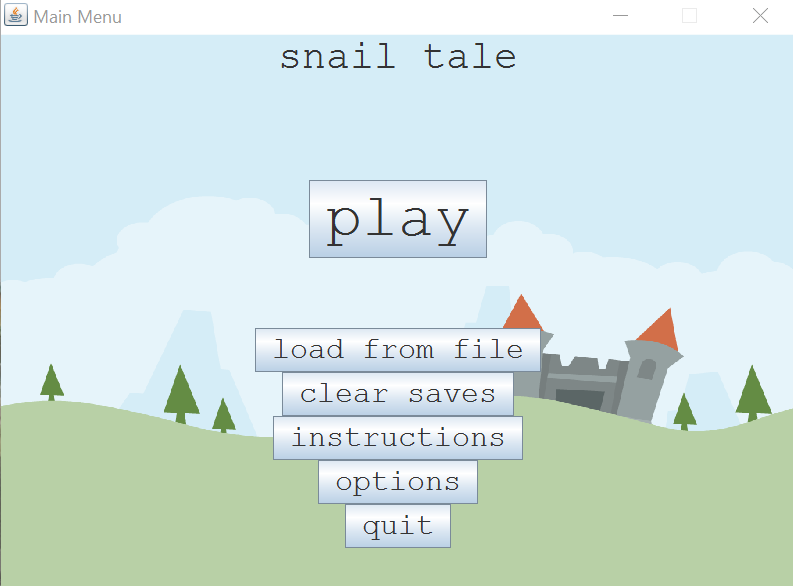 Main Menu
snail tale
play
load from file
clear saves
instructions
options
quit